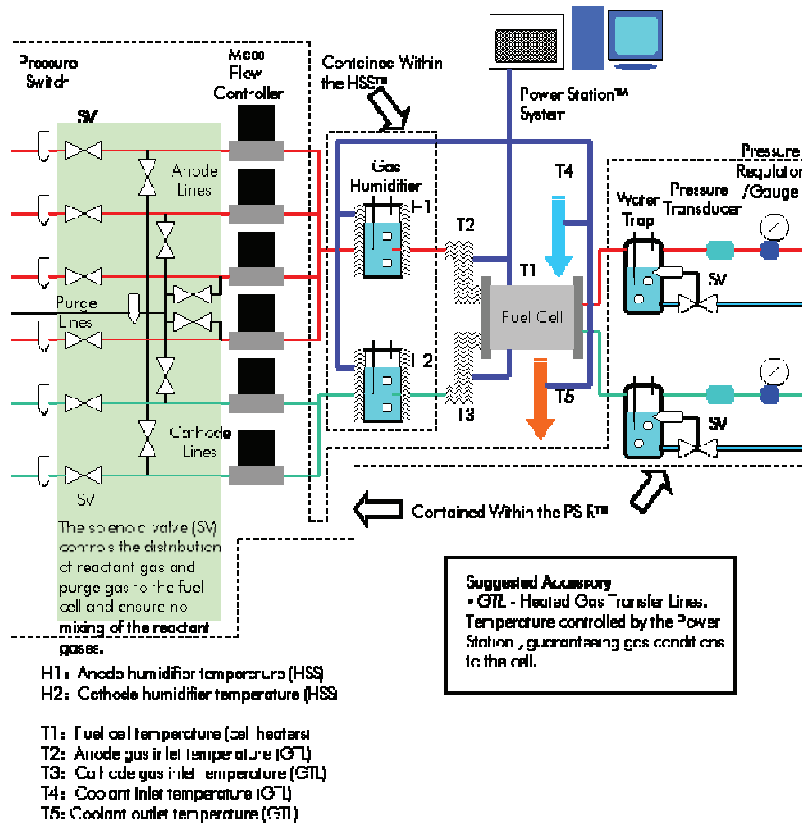 Pressure
Switch
Mass
Flow
Controller
Contained Within
the HSS™
Power Station™
System
SV
Anode
Lines
Gas
Humidifier
H1
T2
T4
T1
Water
Trap
Pressure
Transducer
Pressure
Regulator
/Gauge
SV
Purge
Lines
Fuel Cell
H2
T3
T5
SV
Cathode
Lines
SV
Contained Within the PSR™
The solenoid valve (SV)
controls the distribution
of reactant gas and
purge gas to the fuel
cell and ensure no
mixing of the reactant
gases.
Suggested Accessory
• GTL - Heated Gas Transfer Lines.
Temperature controlled by the Power
Station, guaranteeing gas conditions
to the cell.
H1: Anode humidifier temperature (HSS)
H2: Cathode humidifier temperature (HSS)
T1: Fuel cell temperature (cell heaters)
T2: Anode gas inlet temperature (GTL)
T3: Cathode gas inlet temperature (GTL)
T4: Coolant inlet temperature (GTL)
T5: Coolant outlet temperature (GTL)